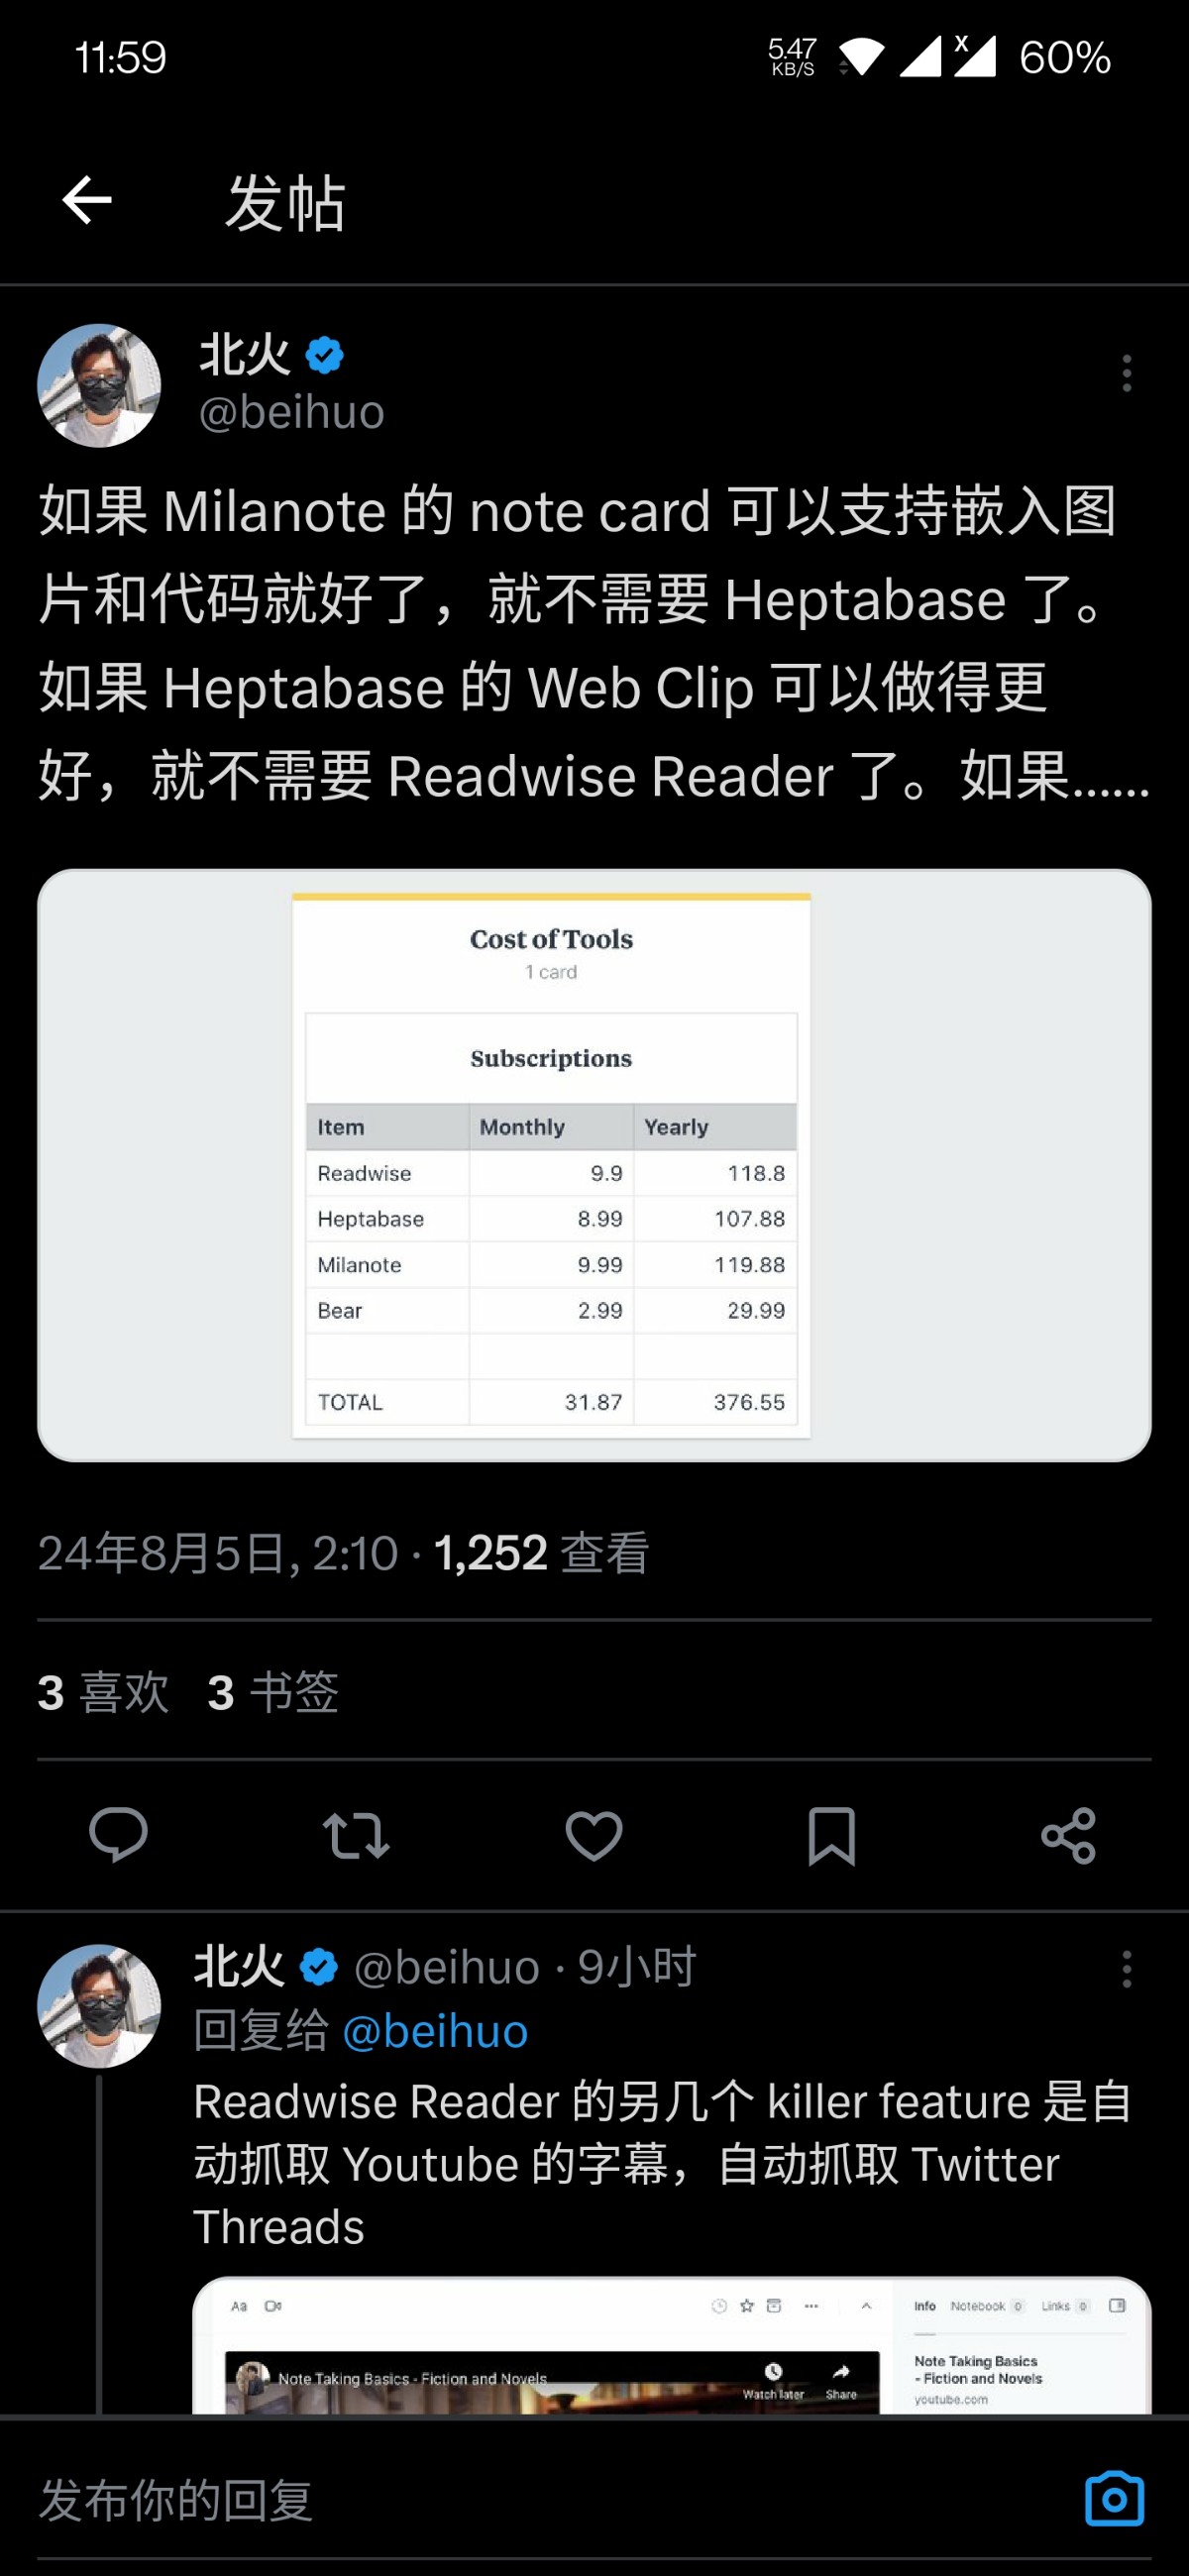 11:59
5.47
KB/S
X
60%
发帖
北火
@beihuo
如果 Milanote 的 note card 可以支持嵌入图
片和代码就好了，就不需要 Heptabase 了。
如果 Heptabase 的 Web Clip 可以做得更
好，就不需要 Readwise Reader 了。如果......
Cost of Tools
1 card
Subscriptions
Item Monthly Yearly
Readwise 9.9 118.8
Heptabase 8.99 107.88
Milanote 9.99 119.88
Bear 2.99 29.99
TOTAL 31.87 376.55
24年8月5日, 2:10 · 1,252 查看
3 喜欢 3 书签
北火 @beihuo · 9小时
回复给 @beihuo
Readwise Reader 的另几个 killer feature 是自
动抓取 Youtube 的字幕，自动抓取 Twitter
Threads
Aa
Info Notebook 0 Links 0
Note Taking Basics - Fiction and Novels
Watch later Share
Note Taking Basics
- Fiction and Novels
youtube.com
发布你的回复